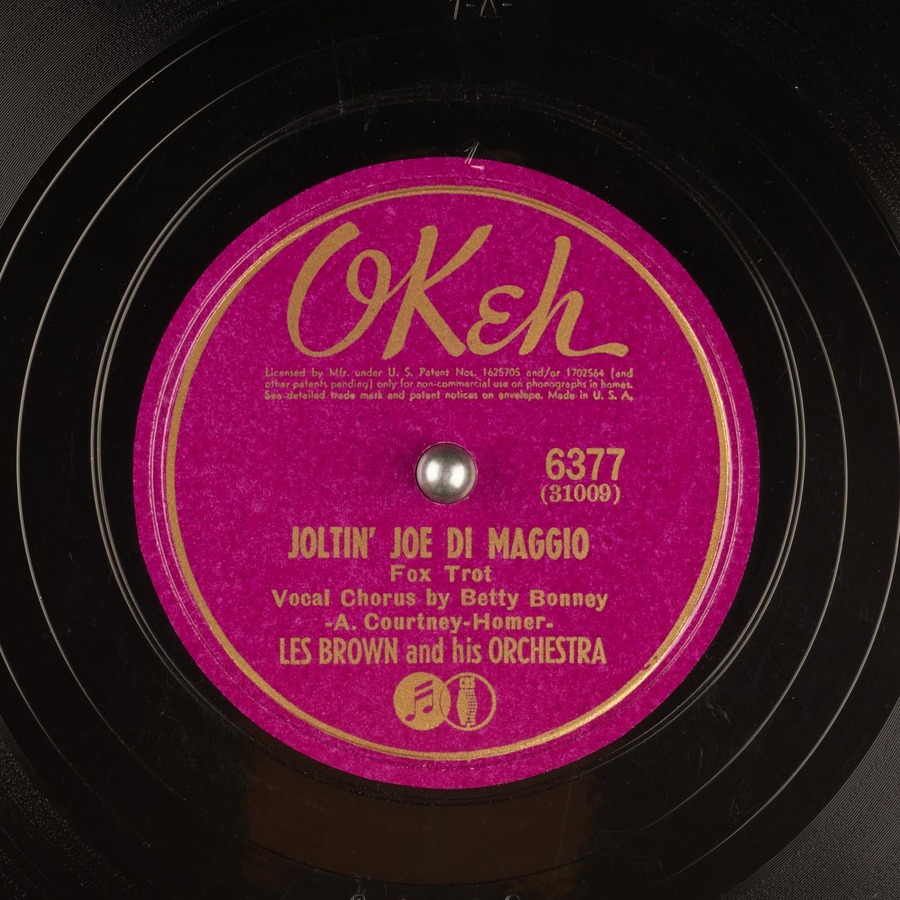 OKeh
Licensed by Mfr. under U. S. Patent Nos. 1625705 and/or 1702564 (and
other patents pending) only for non-commercial use on phonographs in homes.
See detailed trade mark and patent notices on envelope. Made in U. S. A.
6377
(31009)
JOLTIN' JOE DI MAGGIO
Fox Trot
Vocal Chorus by Betty Bonney
-A. Courtney-Homer-
LES BROWN and his ORCHESTRA